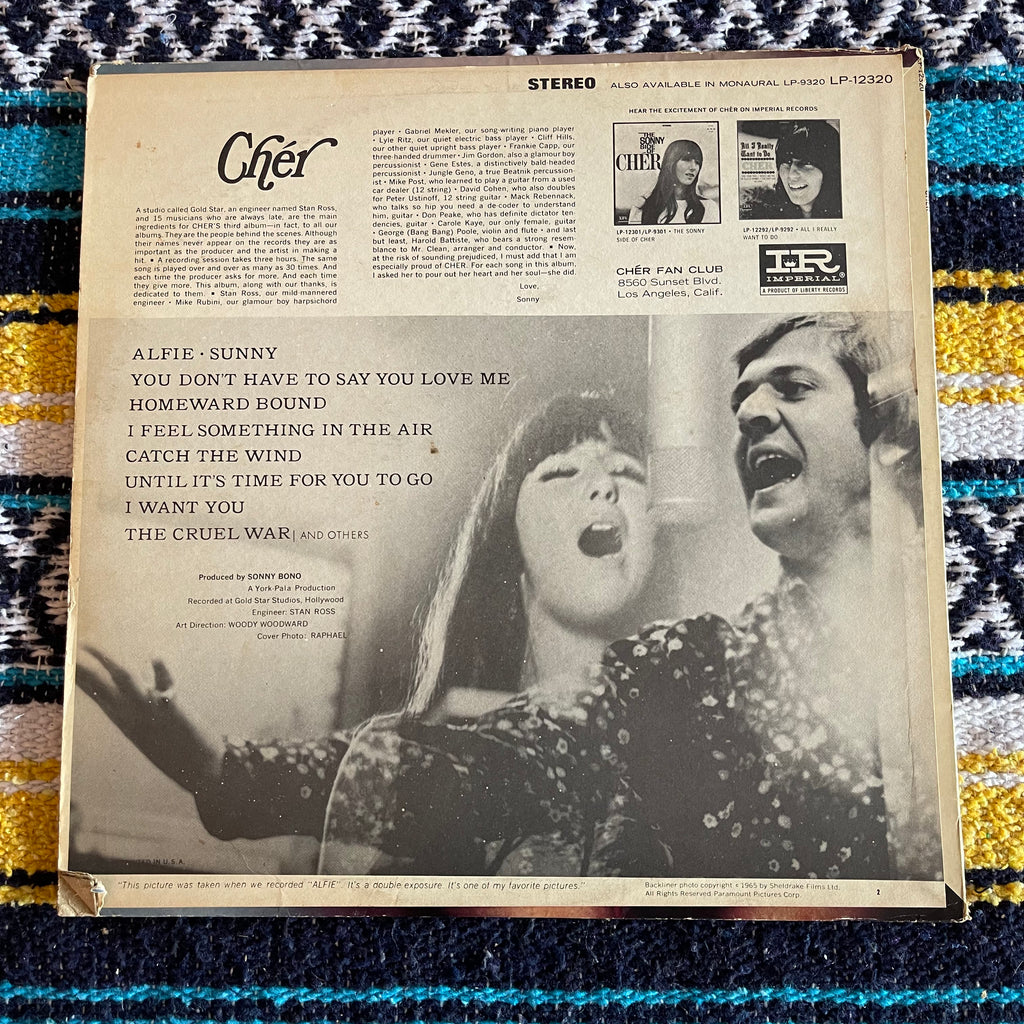 STEREO ALSO AVAILABLE IN MONAURAL LP-9320 LP-12320
Chér
A studio called Gold Star, an engineer named Stan Ross,
and 15 musicians who are always late, are the main
ingredients for CHER'S third album—in fact, to all our
albums. They are the people behind the scenes. Although
their names never appear on the records they are as
important as the producer and the artist in making a
hit. ▪ A recording session takes three hours. The same
song is played over and over as many as 30 times. And
each time the producer asks for more. And each time
they give more. This album, along with our thanks, is
dedicated to them. ▪ Stan Ross, our mild-mannered
engineer • Mike Rubini, our glamour boy harpsichord
player • Gabriel Mekler, our song-writing piano player
• Lyle Ritz, our quiet electric bass player • Cliff Hills,
our other quiet upright bass player • Frankie Capp, our
three-handed drummer • Jim Gordon, also a glamour boy
percussionist • Gene Estes, a distinctively bald-headed
percussionist • Jungle Geno, a true Beatnik percussion-
ist • Mike Post, who learned to play a guitar from a used
car dealer (12 string) • David Cohen, who also doubles
for Peter Ustinoff, 12 string guitar • Mack Rebennack,
who talks so hip you need a de-coder to understand
him, guitar • Don Peake, who has definite dictator ten-
dencies, guitar • Carole Kaye, our only female, guitar
• George (Bang Bang) Poole, violin and flute • and last
but least, Harold Battiste, who bears a strong resem-
blance to Mr. Clean, arranger and conductor. ▪ Now,
at the risk of sounding prejudiced, I must add that I am
especially proud of CHER. For each song in this album,
I asked her to pour out her heart and her soul—she did.
Love,
Sonny
HEAR THE EXCITEMENT OF CHÉR ON IMPERIAL RECORDS
THE SONNY
SIDE OF
CHER
All I Really
Want to Do
CHER
LP-12301/LP-9301 • THE SONNY
SIDE OF CHER
LP-12292/LP-9292 • ALL I REALLY
WANT TO DO
CHÉR FAN CLUB
8560 Sunset Blvd.
Los Angeles, Calif.
IR
IMPERIAL®
A PRODUCT OF LIBERTY RECORDS
ALFIE • SUNNY
YOU DON'T HAVE TO SAY YOU LOVE ME
HOMEWARD BOUND
I FEEL SOMETHING IN THE AIR
CATCH THE WIND
UNTIL IT'S TIME FOR YOU TO GO
I WANT YOU
THE CRUEL WAR | AND OTHERS
Produced by SONNY BONO
A York-Pala Production
Recorded at Gold Star Studios, Hollywood
Engineer: STAN ROSS
Art Direction: WOODY WOODWARD
Cover Photo: RAPHAEL
IN U.S.A.
"This picture was taken when we recorded "ALFIE". It's a double exposure. It's one of my favorite pictures."
Backliner photo copyright © 1965 by Sheldrake Films Ltd.
All Rights Reserved Paramount Pictures Corp.
2